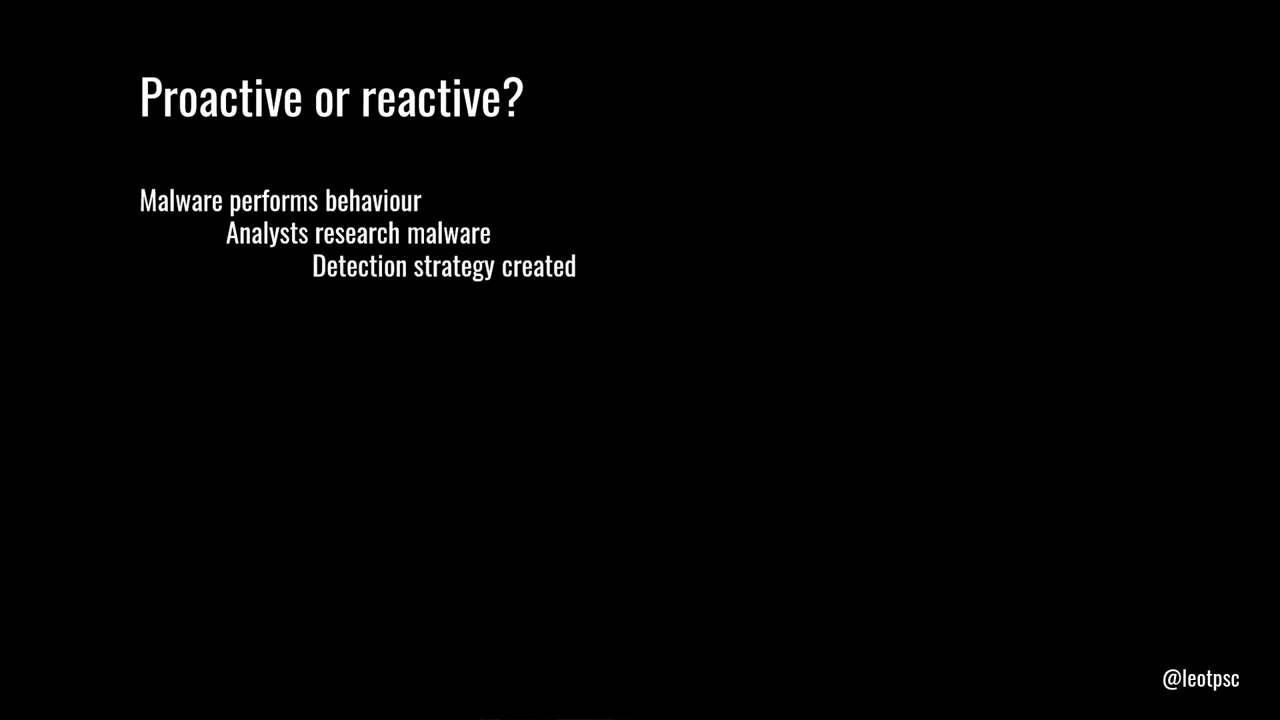 Proactive or reactive?
Malware performs behaviour
Analysts research malware
Detection strategy created
@leotpsc